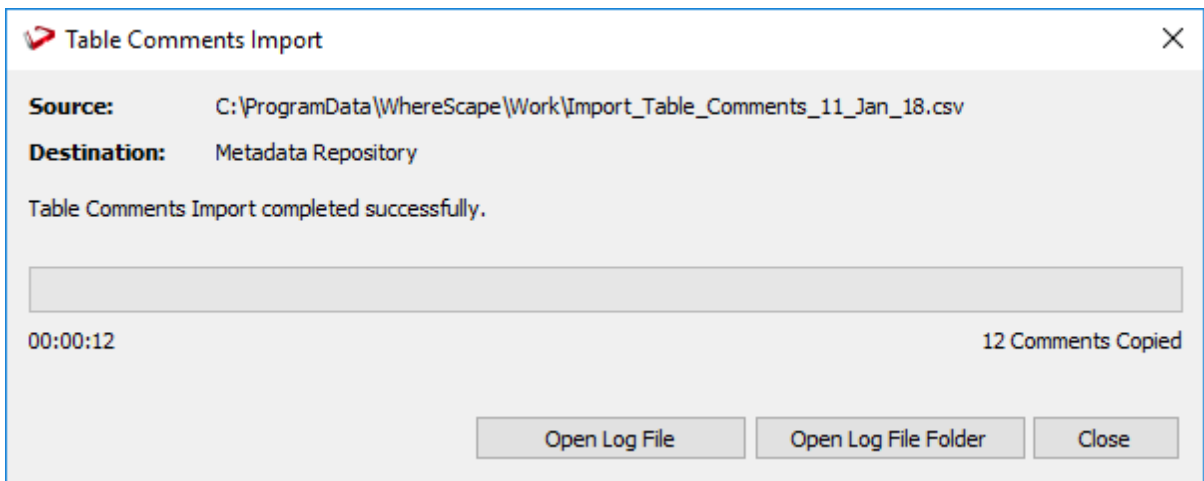 Table Comments Import
Source: C:\ProgramData\WhereScape\Work\Import_Table_Comments_11_Jan_18.csv
Destination: Metadata Repository
Table Comments Import completed successfully.
00:00:12 12 Comments Copied
Open Log File Open Log File Folder Close